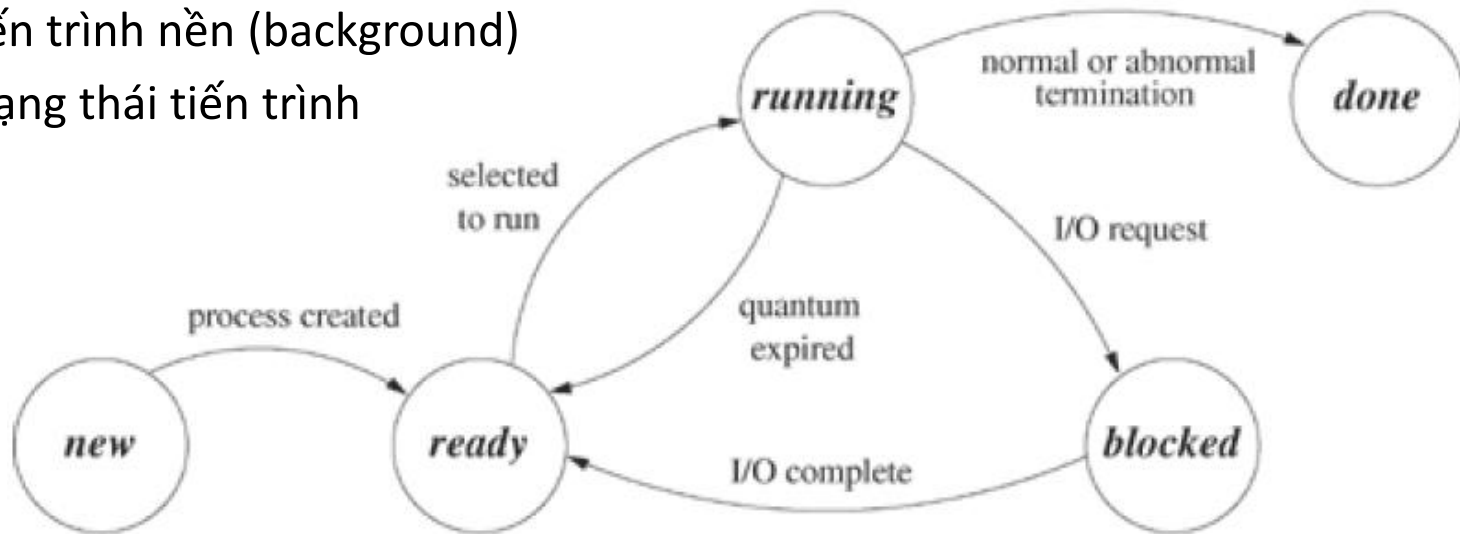 ến trình nền (background)
ạng thái tiến trình
running
normal or abnormal
termination
done
selected
to run
I/O request
process created
quantum
expired
new
ready
I/O complete
blocked